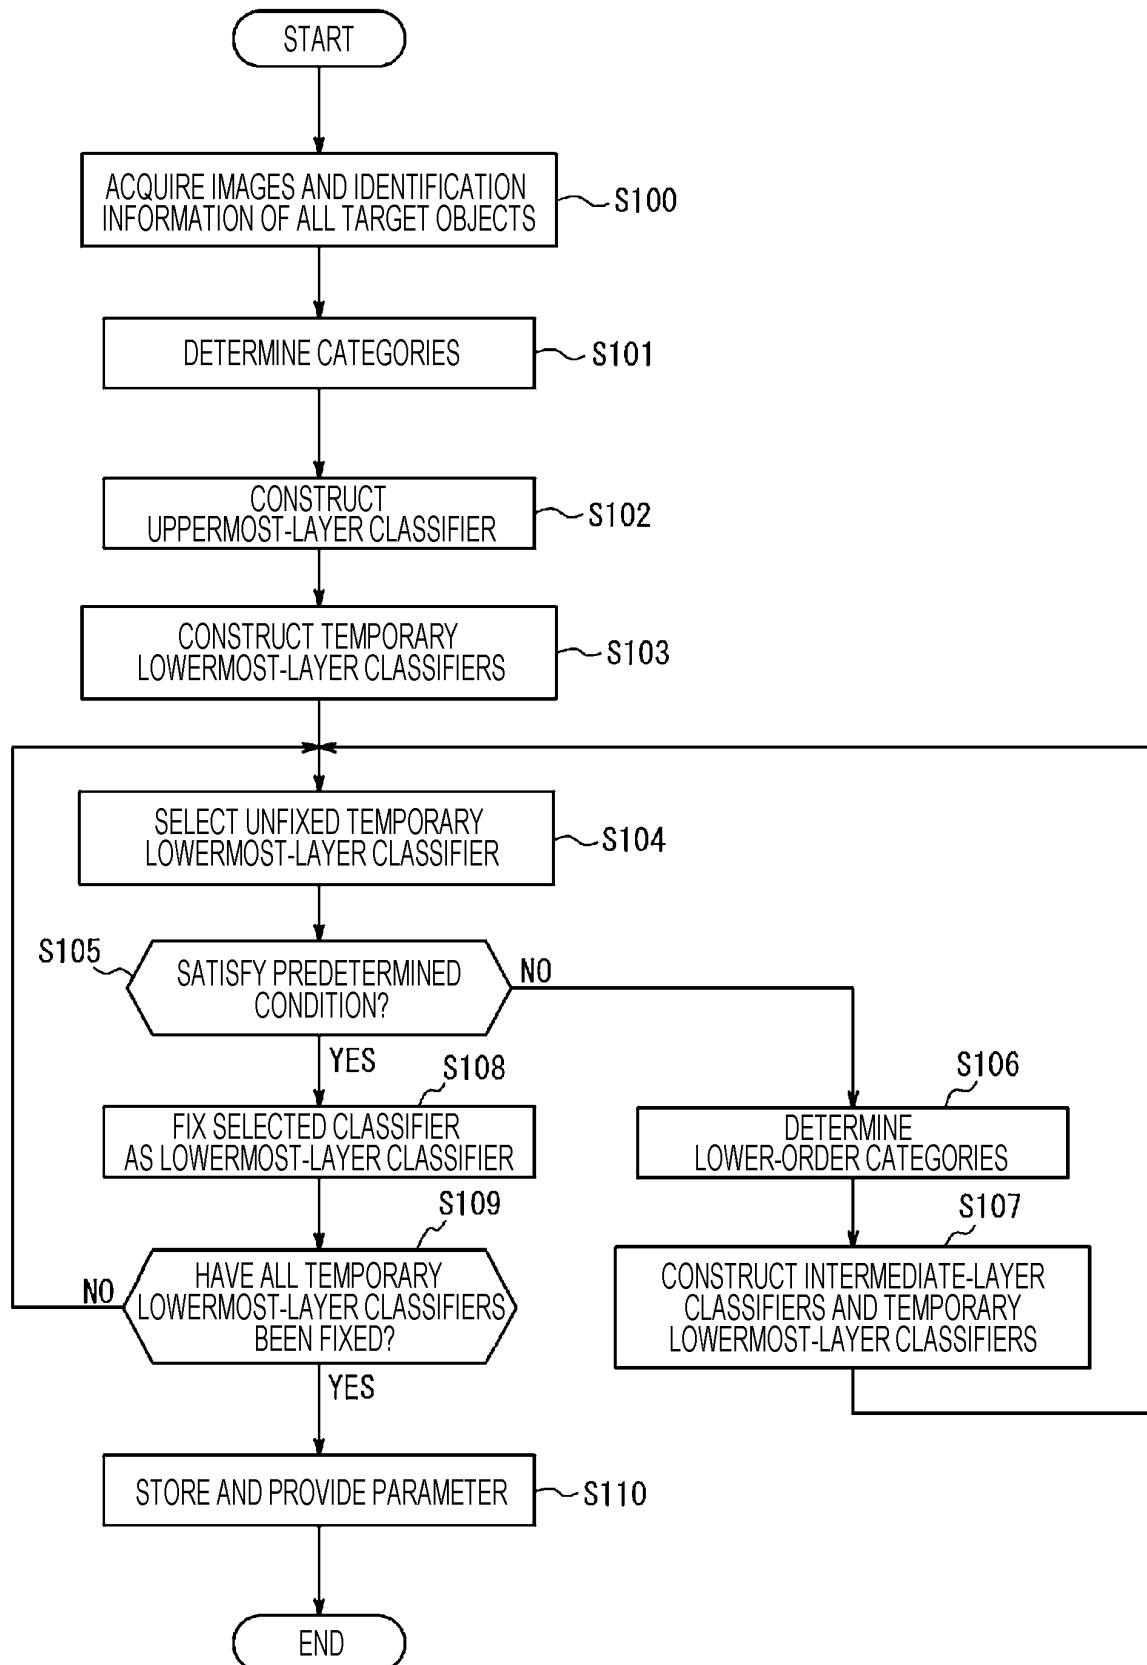 START
ACQUIRE IMAGES AND IDENTIFICATION
INFORMATION OF ALL TARGET OBJECTS
S100
DETERMINE CATEGORIES
S101
CONSTRUCT
UPPERMOST-LAYER CLASSIFIER
S102
CONSTRUCT TEMPORARY
LOWERMOST-LAYER CLASSIFIERS
S103
SELECT UNFIXED TEMPORARY
LOWERMOST-LAYER CLASSIFIER
S104
S105
SATISFY PREDETERMINED
CONDITION?
NO
YES
S108
FIX SELECTED CLASSIFIER
AS LOWERMOST-LAYER CLASSIFIER
S106
DETERMINE
LOWER-ORDER CATEGORIES
S109
HAVE ALL TEMPORARY
LOWERMOST-LAYER CLASSIFIERS
BEEN FIXED?
NO
YES
S107
CONSTRUCT INTERMEDIATE-LAYER
CLASSIFIERS AND TEMPORARY
LOWERMOST-LAYER CLASSIFIERS
STORE AND PROVIDE PARAMETER
S110
END